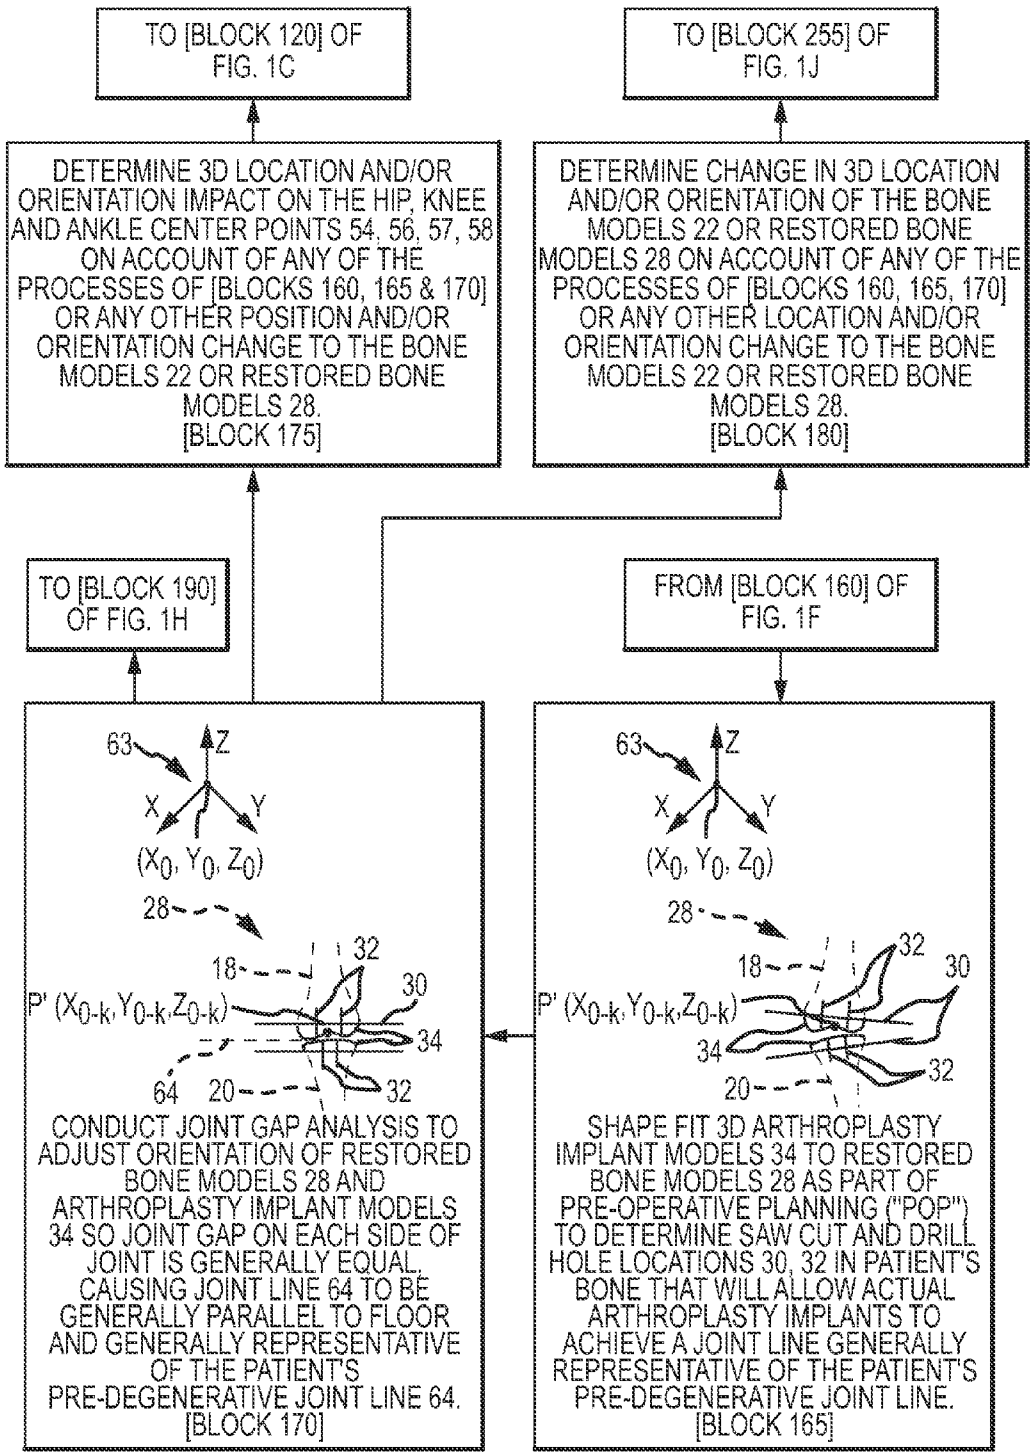 TO [BLOCK 120] OF
FIG. 1C
TO [BLOCK 255] OF
FIG. 1J
DETERMINE 3D LOCATION AND/OR
ORIENTATION IMPACT ON THE HIP, KNEE
AND ANKLE CENTER POINTS 54, 56, 57, 58
ON ACCOUNT OF ANY OF THE
PROCESSES OF [BLOCKS 160, 165 & 170]
OR ANY OTHER POSITION AND/OR
ORIENTATION CHANGE TO THE BONE
MODELS 22 OR RESTORED BONE
MODELS 28.
[BLOCK 175]
DETERMINE CHANGE IN 3D LOCATION
AND/OR ORIENTATION OF THE BONE
MODELS 22 OR RESTORED BONE
MODELS 28 ON ACCOUNT OF ANY OF THE
PROCESSES OF [BLOCKS 160, 165, 170]
OR ANY OTHER LOCATION AND/OR
ORIENTATION CHANGE TO THE BONE
MODELS 22 OR RESTORED BONE
MODELS 28.
[BLOCK 180]
TO [BLOCK 190]
OF FIG. 1H
FROM [BLOCK 160] OF
FIG. 1F
63
Z
X
Y
(X0, Y0, Z0)
28
32
18
30
P' (X0-k,Y0-k,Z0-k)
34
64
20
32
CONDUCT JOINT GAP ANALYSIS TO
ADJUST ORIENTATION OF RESTORED
BONE MODELS 28 AND
ARTHROPLASTY IMPLANT MODELS
34 SO JOINT GAP ON EACH SIDE OF
JOINT IS GENERALLY EQUAL,
CAUSING JOINT LINE 64 TO BE
GENERALLY PARALLEL TO FLOOR
AND GENERALLY REPRESENTATIVE
OF THE PATIENT'S
PRE-DEGENERATIVE JOINT LINE 64.
[BLOCK 170]
63
Z
X
Y
(X0, Y0, Z0)
28
32
18
30
P' (X0-k,Y0-k,Z0-k)
34
20
32
SHAPE FIT 3D ARTHROPLASTY
IMPLANT MODELS 34 TO RESTORED
BONE MODELS 28 AS PART OF
PRE-OPERATIVE PLANNING ("POP")
TO DETERMINE SAW CUT AND DRILL
HOLE LOCATIONS 30, 32 IN PATIENT'S
BONE THAT WILL ALLOW ACTUAL
ARTHROPLASTY IMPLANTS TO
ACHIEVE A JOINT LINE GENERALLY
REPRESENTATIVE OF THE PATIENT'S
PRE-DEGENERATIVE JOINT LINE.
[BLOCK 165]